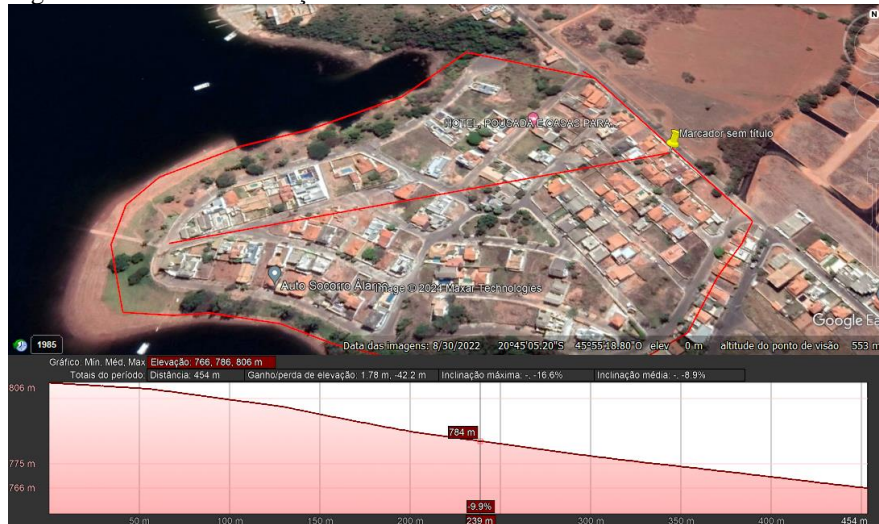 N
HOTEL, POUSADA E CASAS PARA...
Marcador sem título
Auto Socorro Alarm
Image © 2024 Maxar Technologies
Google Ea
1985
Data das imagens: 8/30/2022 20°45'05.20"S 45°55'18.80"O elev 0 m altitude do ponto de visão 553 m
Gráfico: Mín, Méd, Máx Elevação: 766, 786, 806 m
Totais do período: Distância: 454 m Ganho/perda de elevação: 1.78 m, -42.2 m Inclinação máxima: -, -16.6% Inclinação média: -, -8.9%
806 m
784 m
775 m
766 m
-9.9%
50 m 100 m 150 m 200 m 239 m 300 m 350 m 400 m 454 m